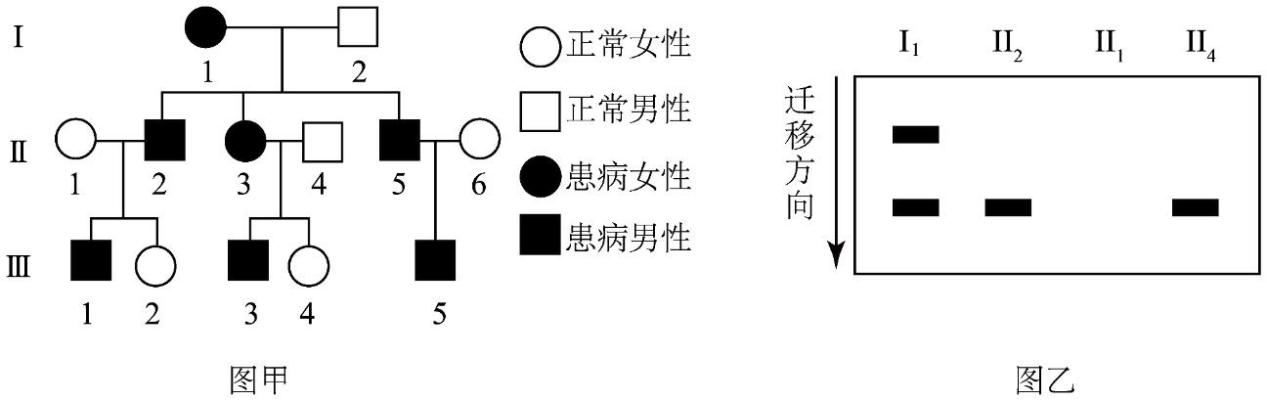 Ⅰ
1 2
Ⅱ
1 2 3 4 5 6
Ⅲ
1 2 3 4 5
图甲
正常女性
正常男性
患病女性
患病男性
Ⅰ₁ Ⅱ₂ Ⅱ₁ Ⅱ₄
迁移方向
图乙